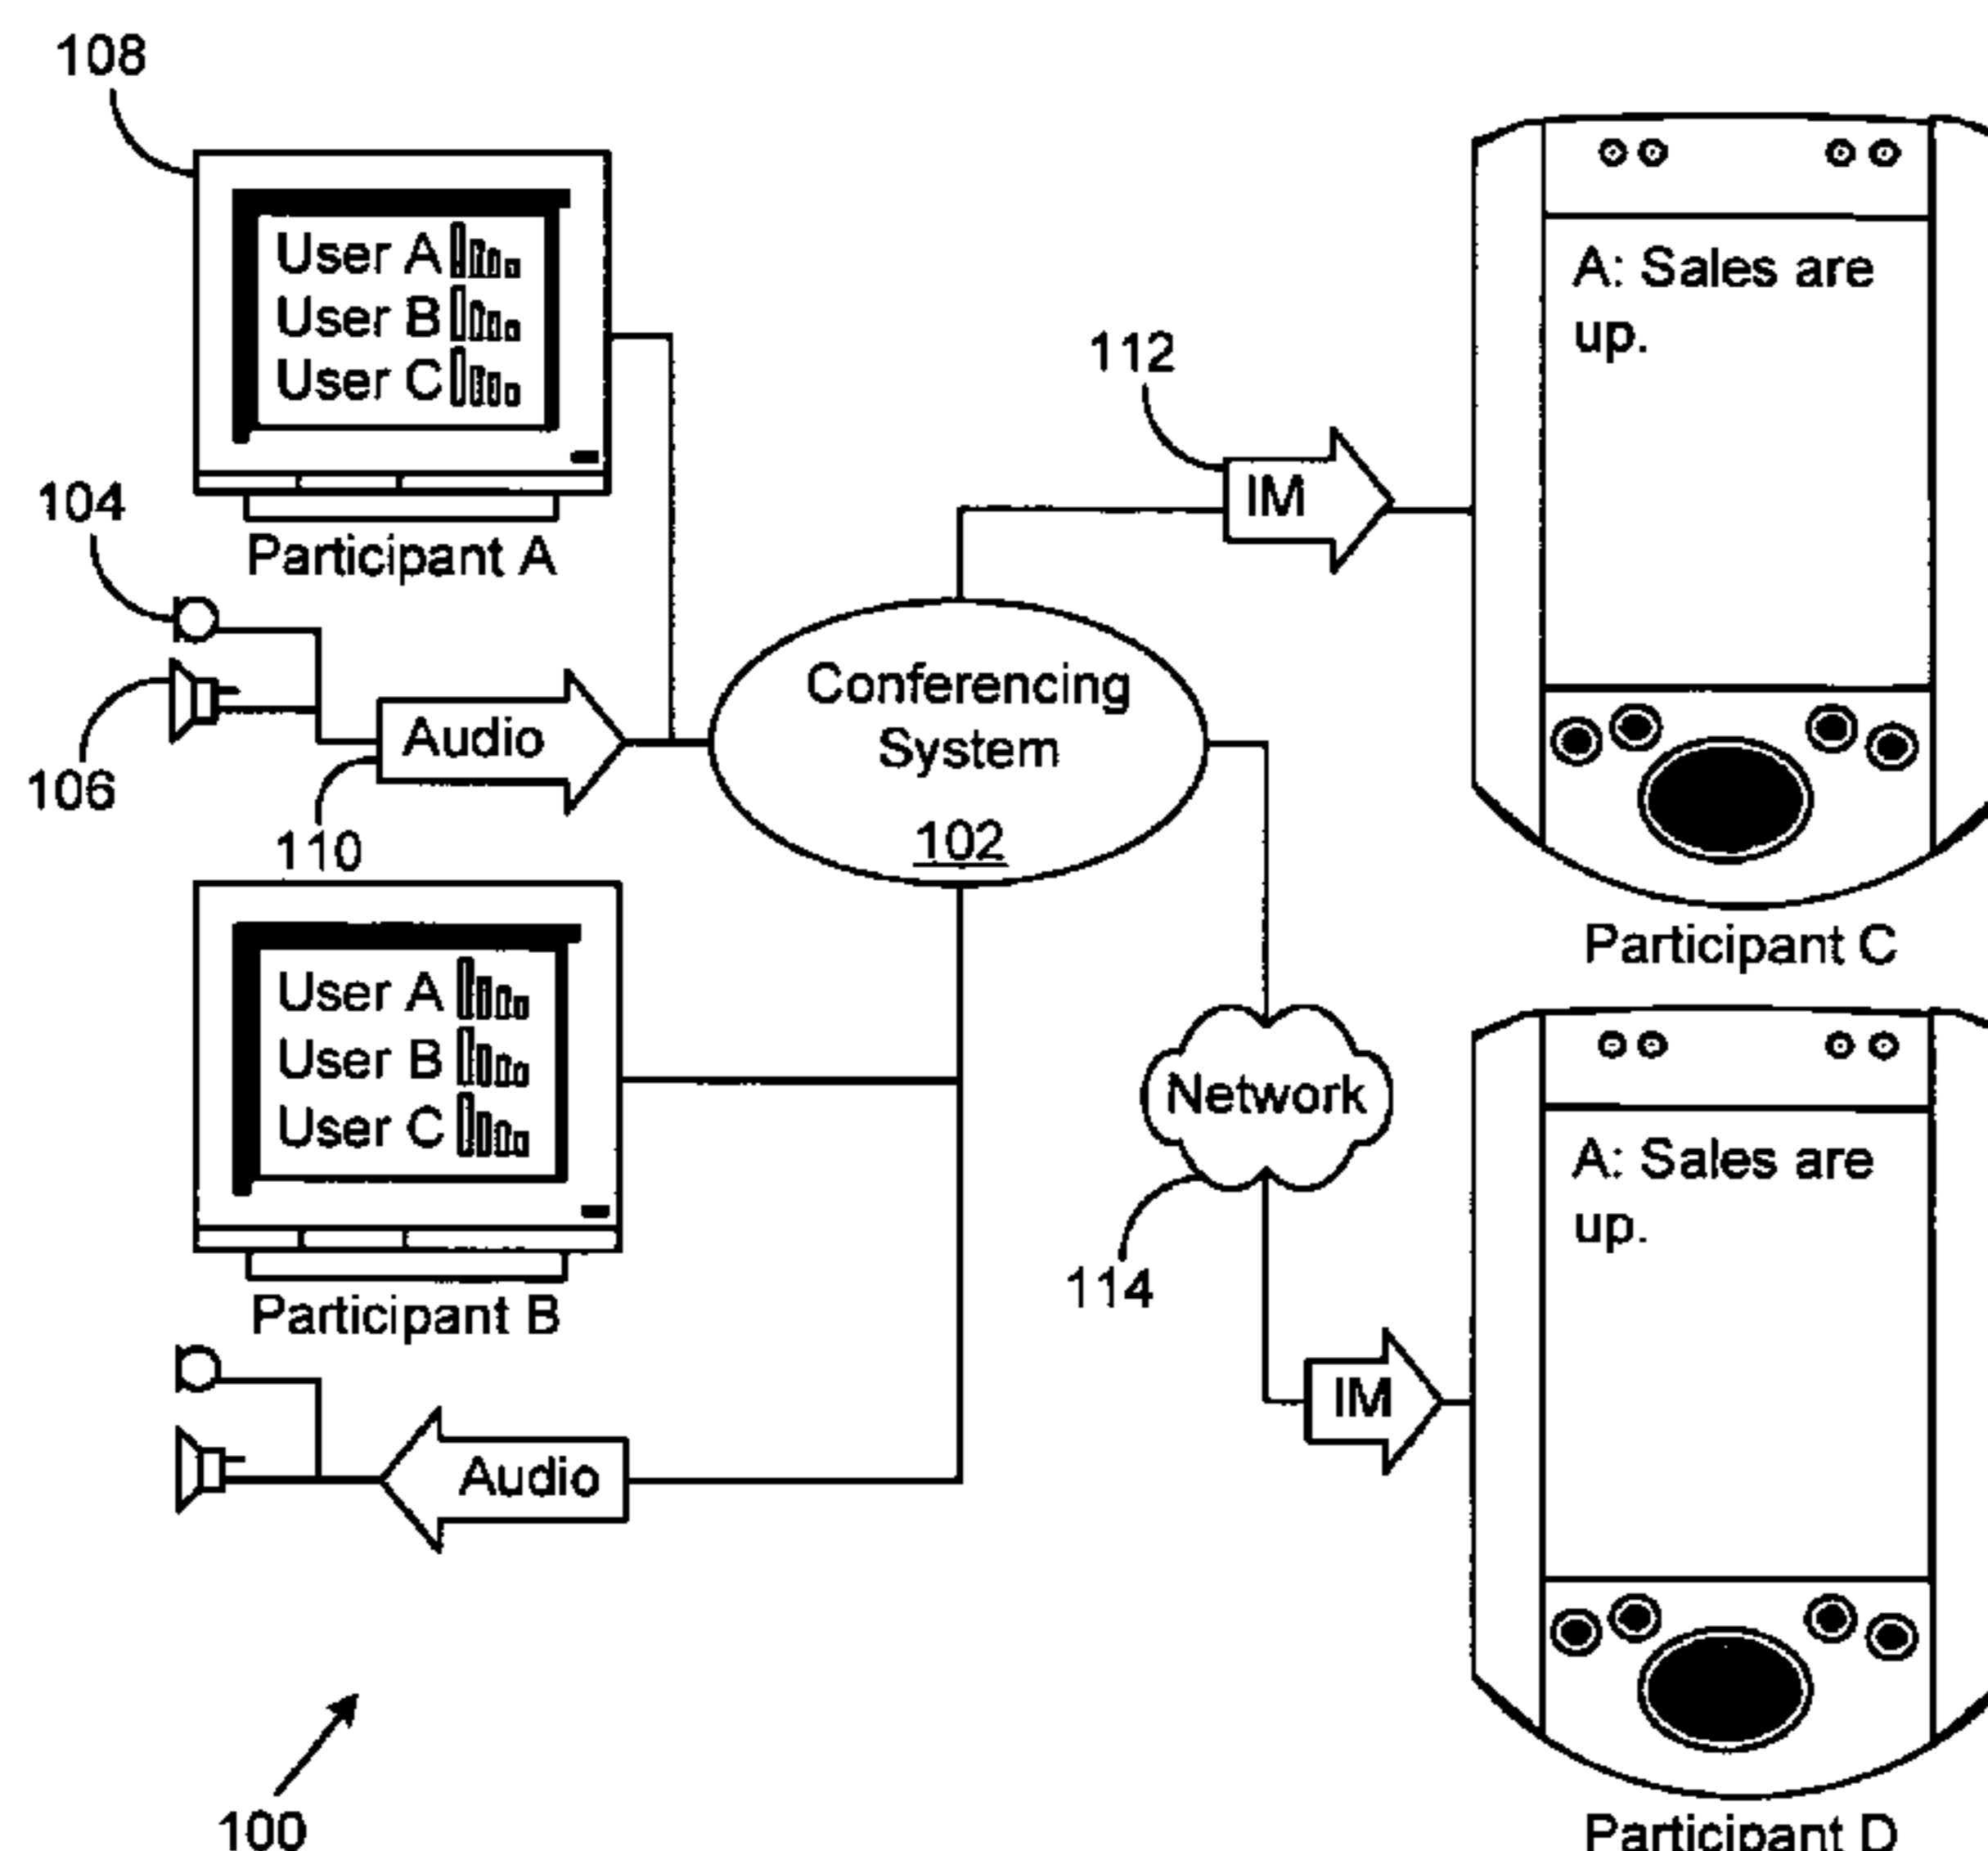 108
User A
User B
User C
Participant A
104
106
Audio
110
Conferencing
System
102
112
IM
A: Sales are
up.
Participant C
User A
User B
User C
Participant B
Audio
Network
114
IM
A: Sales are
up.
Participant D
100